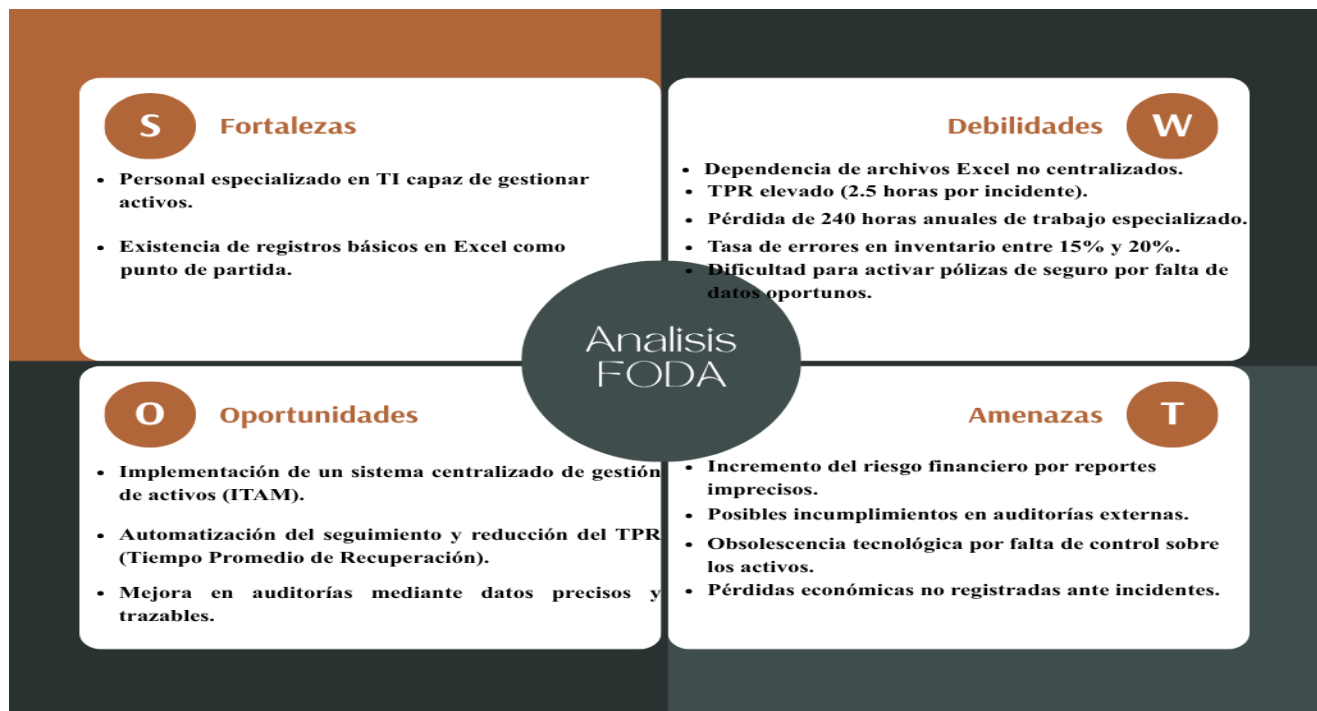 S
Fortalezas
• Personal especializado en TI capaz de gestionar
activos.
• Existencia de registros básicos en Excel como
punto de partida.
Debilidades
W
• Dependencia de archivos Excel no centralizados.
• TPR elevado (2.5 horas por incidente).
• Pérdida de 240 horas anuales de trabajo especializado.
• Tasa de errores en inventario entre 15% y 20%.
• Dificultad para activar pólizas de seguro por falta de
datos oportunos.
Analisis
FODA
O
Oportunidades
• Implementación de un sistema centralizado de gestión
de activos (ITAM).
• Automatización del seguimiento y reducción del TPR
(Tiempo Promedio de Recuperación).
• Mejora en auditorías mediante datos precisos y
trazables.
Amenazas
T
• Incremento del riesgo financiero por reportes
imprecisos.
• Posibles incumplimientos en auditorías externas.
• Obsolescencia tecnológica por falta de control sobre
los activos.
• Pérdidas económicas no registradas ante incidentes.